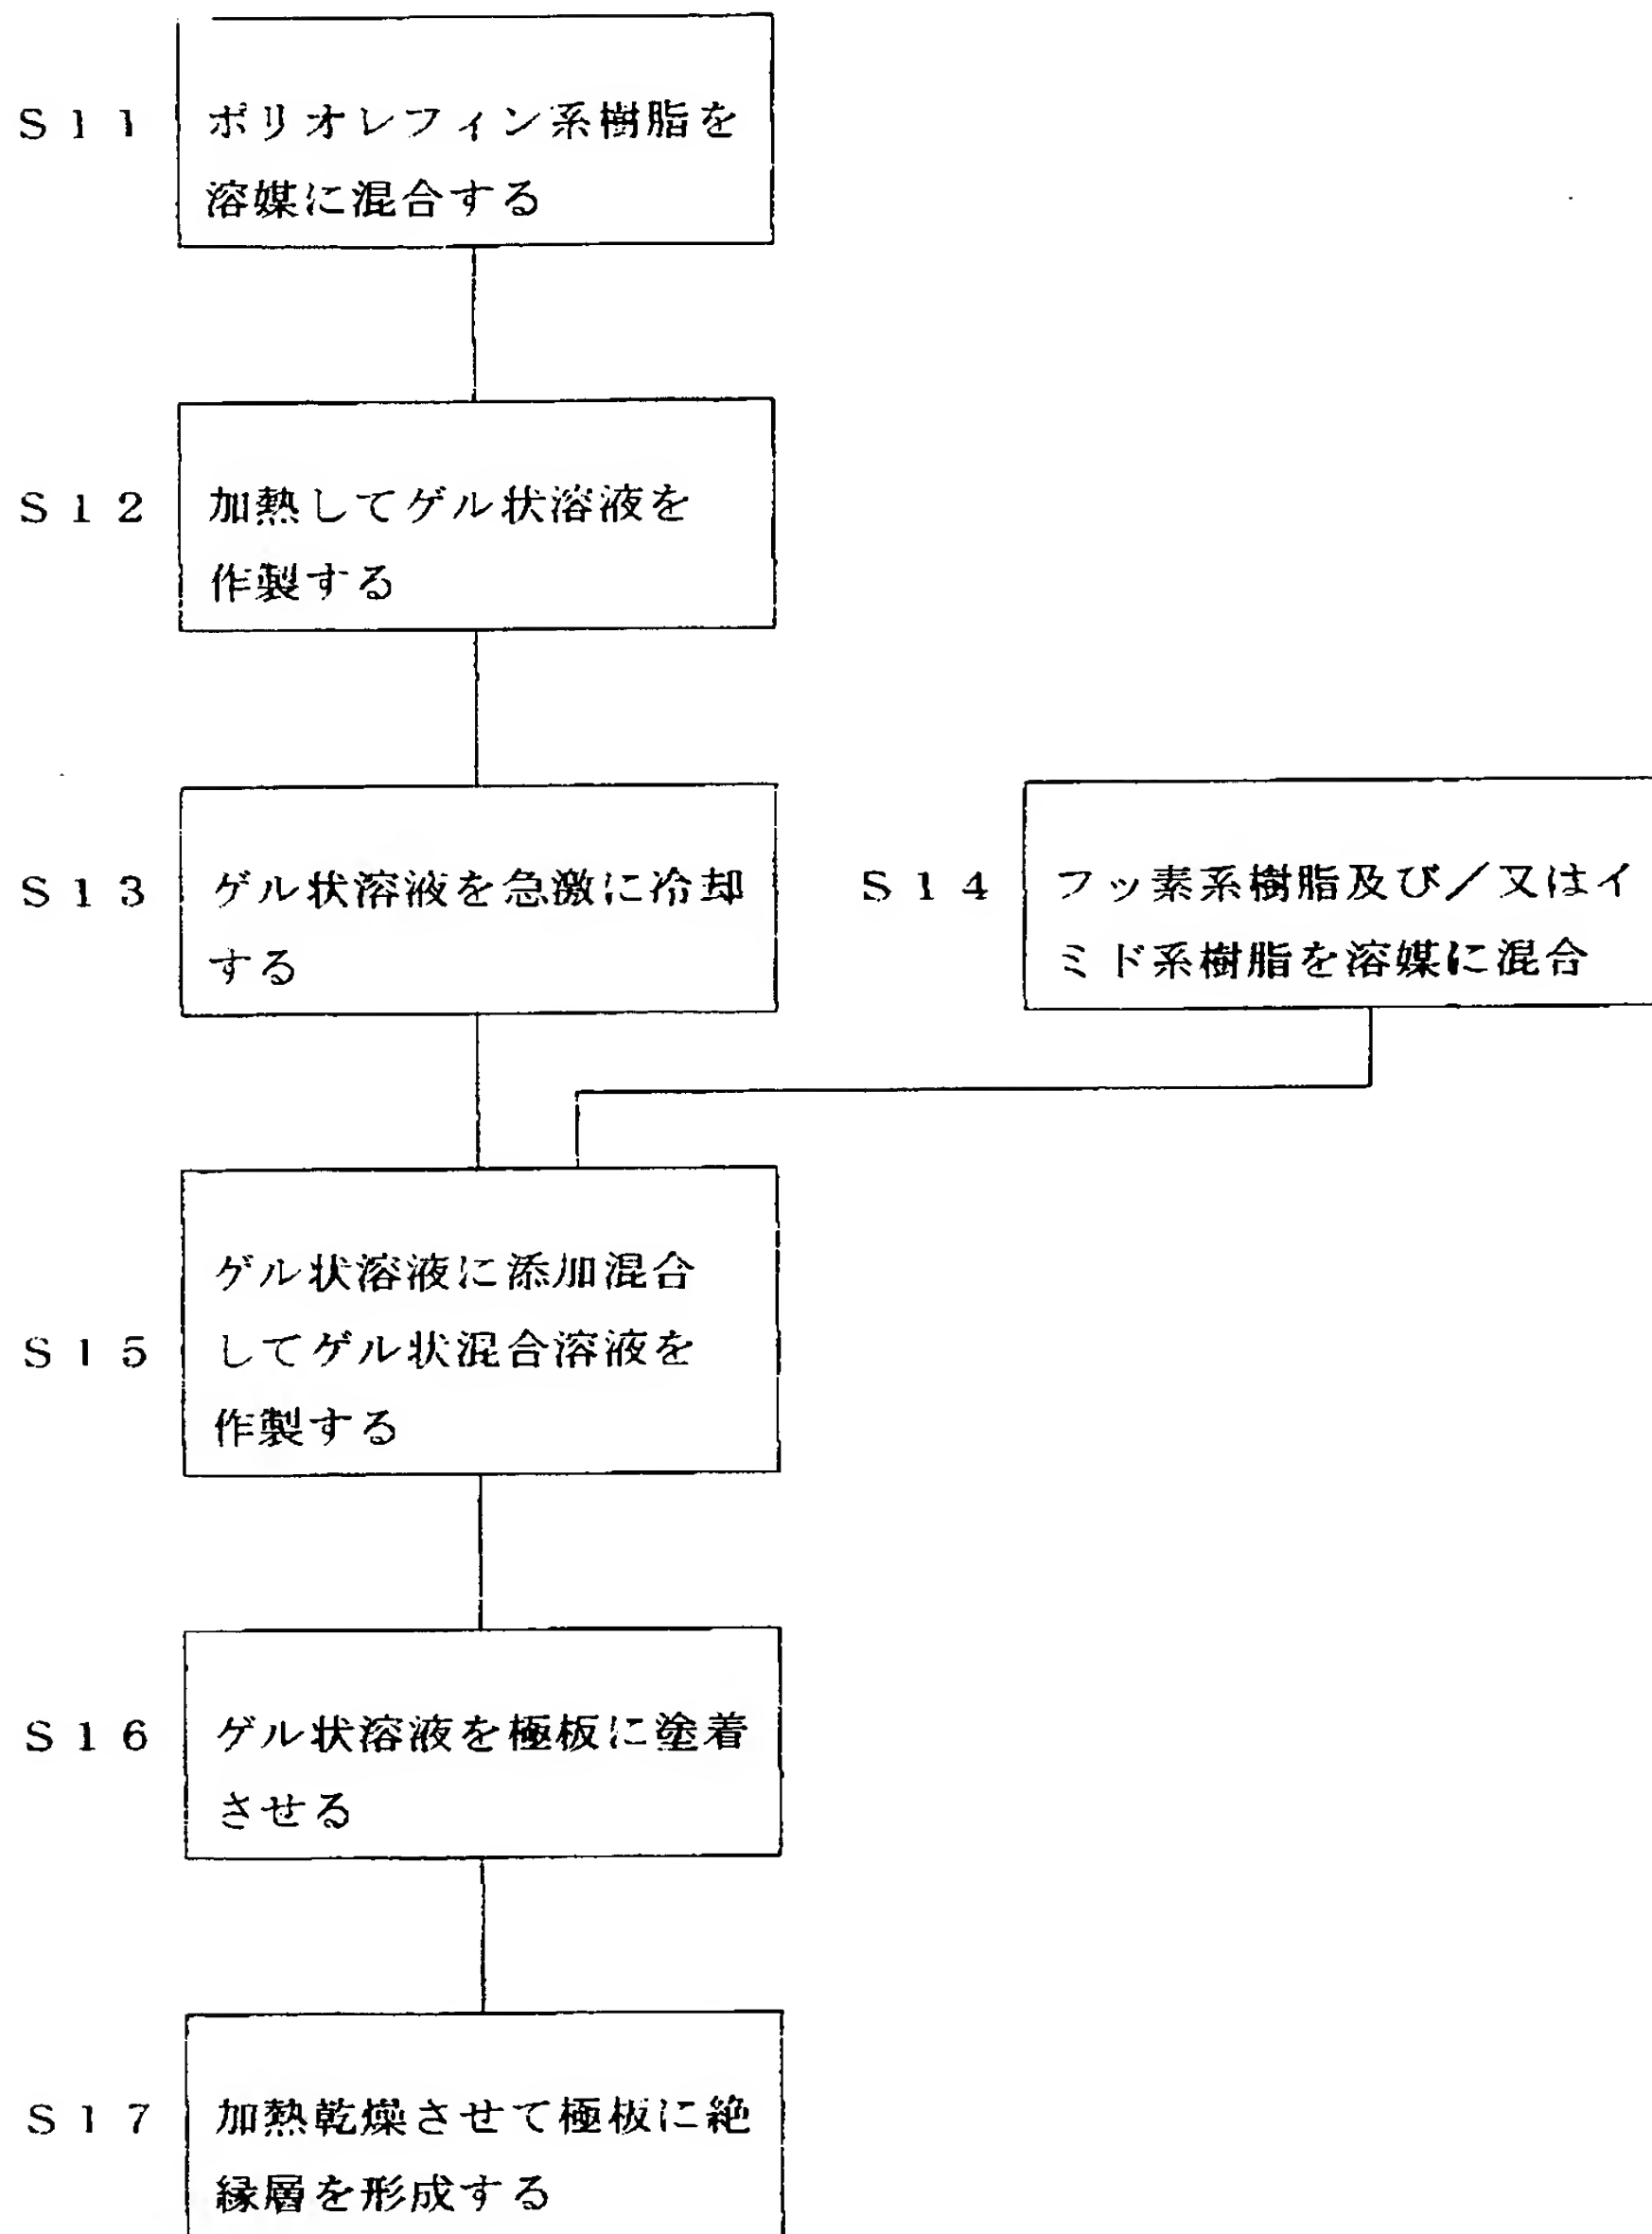 S11
ポリオレフィン系樹脂を
溶媒に混合する
S12
加熱してゲル状溶液を
作製する
S13
ゲル状溶液を急激に冷却
する
S14
フッ素系樹脂及び／又はイ
ミド系樹脂を溶媒に混合
S15
ゲル状溶液に添加混合
してゲル状混合溶液を
作製する
S16
ゲル状溶液を極板に塗着
させる
S17
加熱乾燥させて極板に絶
縁層を形成する